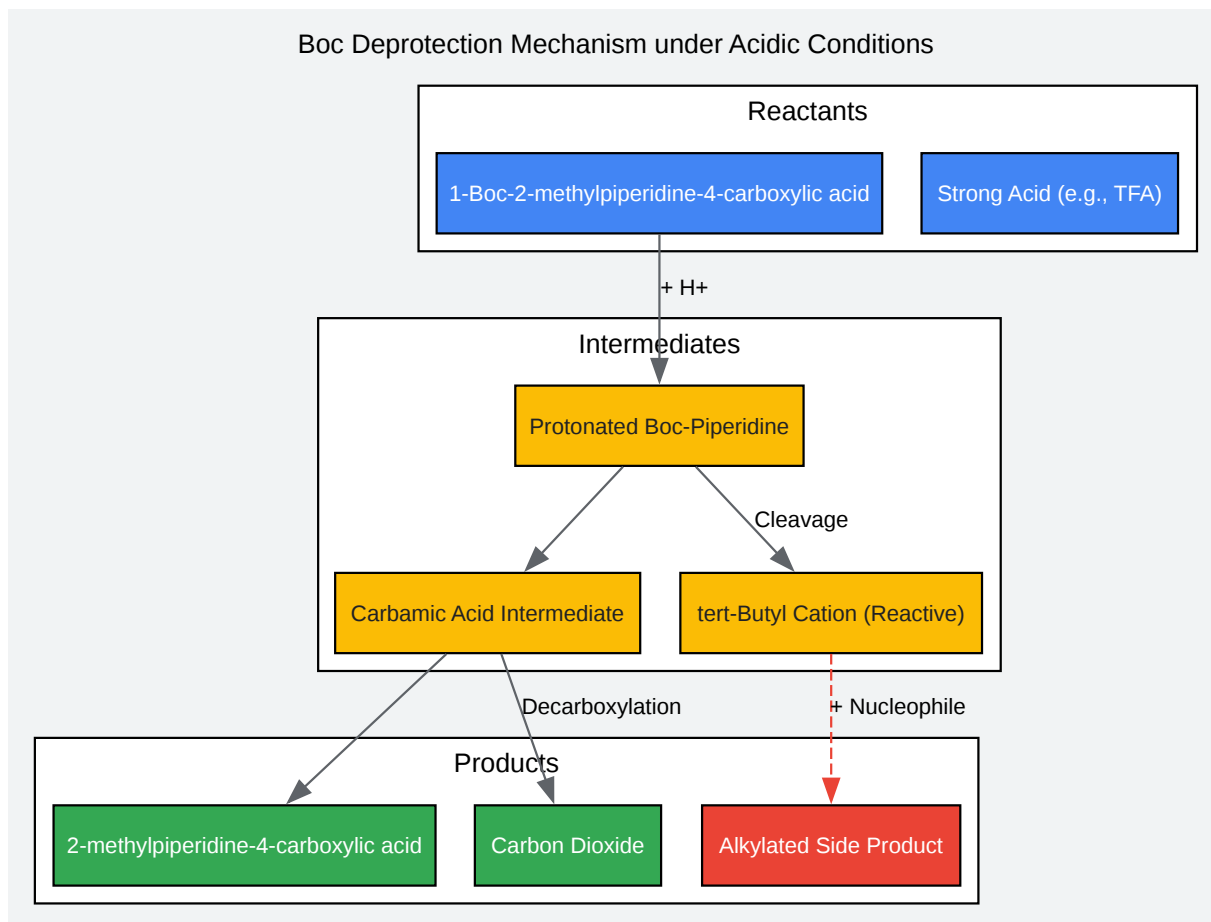 Boc Deprotection Mechanism under Acidic Conditions
Reactants
1-Boc-2-methylpiperidine-4-carboxylic acid
Strong Acid (e.g., TFA)
+ H+
Intermediates
Protonated Boc-Piperidine
Cleavage
Carbamic Acid Intermediate
tert-Butyl Cation (Reactive)
Decarboxylation
+ Nucleophile
Products
2-methylpiperidine-4-carboxylic acid
Carbon Dioxide
Alkylated Side Product